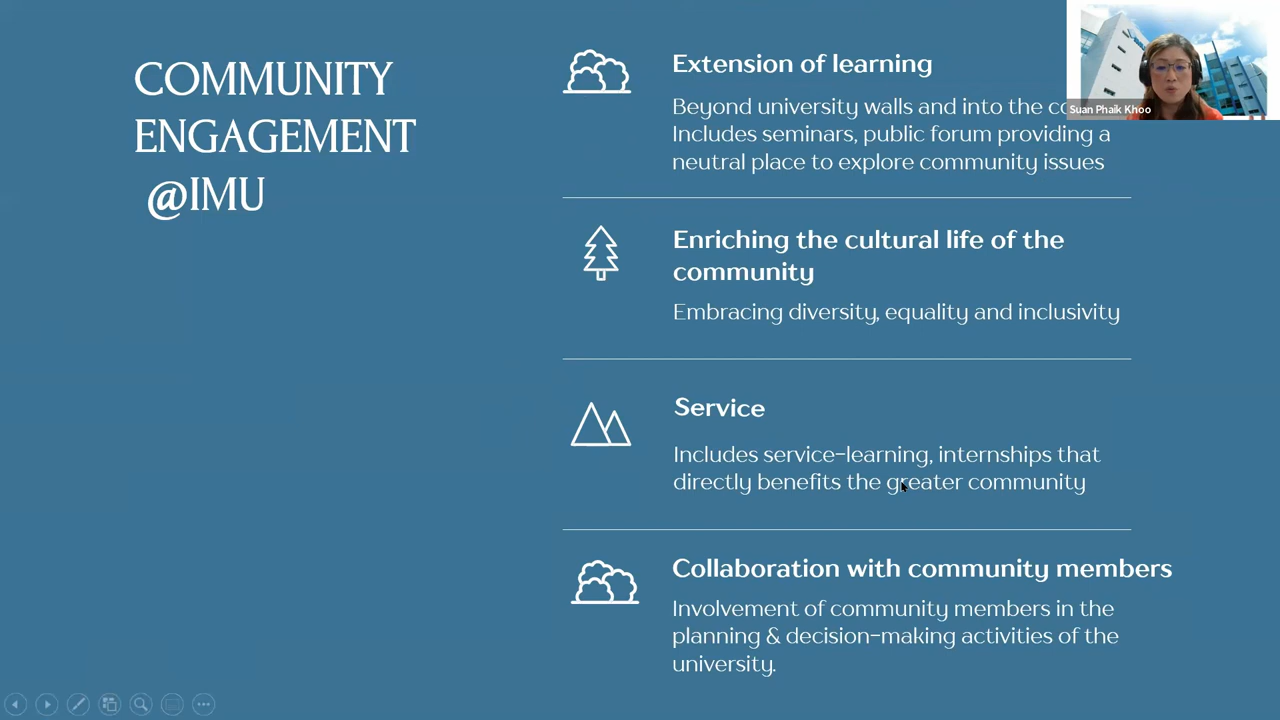 COMMUNITY
ENGAGEMENT
@IMU
Extension of learning
Beyond university walls and into the
Includes seminars, public forum providing a
neutral place to explore community issues
Enriching the cultural life of the
community
Embracing diversity, equality and inclusivity
Service
Includes service-learning, internships that
directly benefits the greater community
Collaboration with community members
Involvement of community members in the
planning & decision-making activities of the
university.
Suan Phaik Khoo